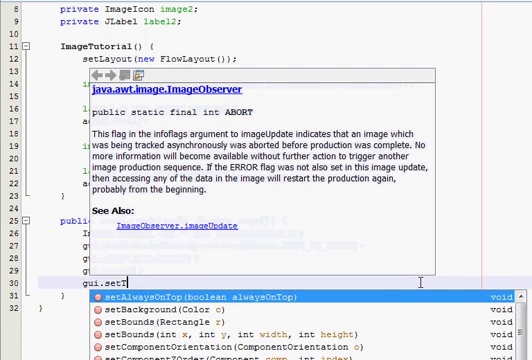 8 private ImageIcon image2;
9 private JLabel label2;
10
11 ImageTutorial() {
12 setLayout(new FlowLayout());
13
14
15
16
17
18
19
20
21
22
23
24
25
26
27
28
29
30 gui.setT
31 }
32 }
java.awt.image.ImageObserver
public static final int ABORT
This flag in the infoflags argument to imageUpdate indicates that an image which
was being tracked asynchronously was aborted before production was complete. No
more information will become available without further action to trigger another
image production sequence. If the ERROR flag was not also set in this image update,
then accessing any of the data in the image will restart the production again,
probably from the beginning.
See Also:
ImageObserver.imageUpdate
setAlwaysOnTop(boolean alwaysOnTop) void
setBackground(Color c) void
setBounds(Rectangle r) void
setBounds(int x, int y, int width, int height) void
setComponentOrientation(ComponentOrientation o) void
setComponentZOrder(Component comp, int index) void